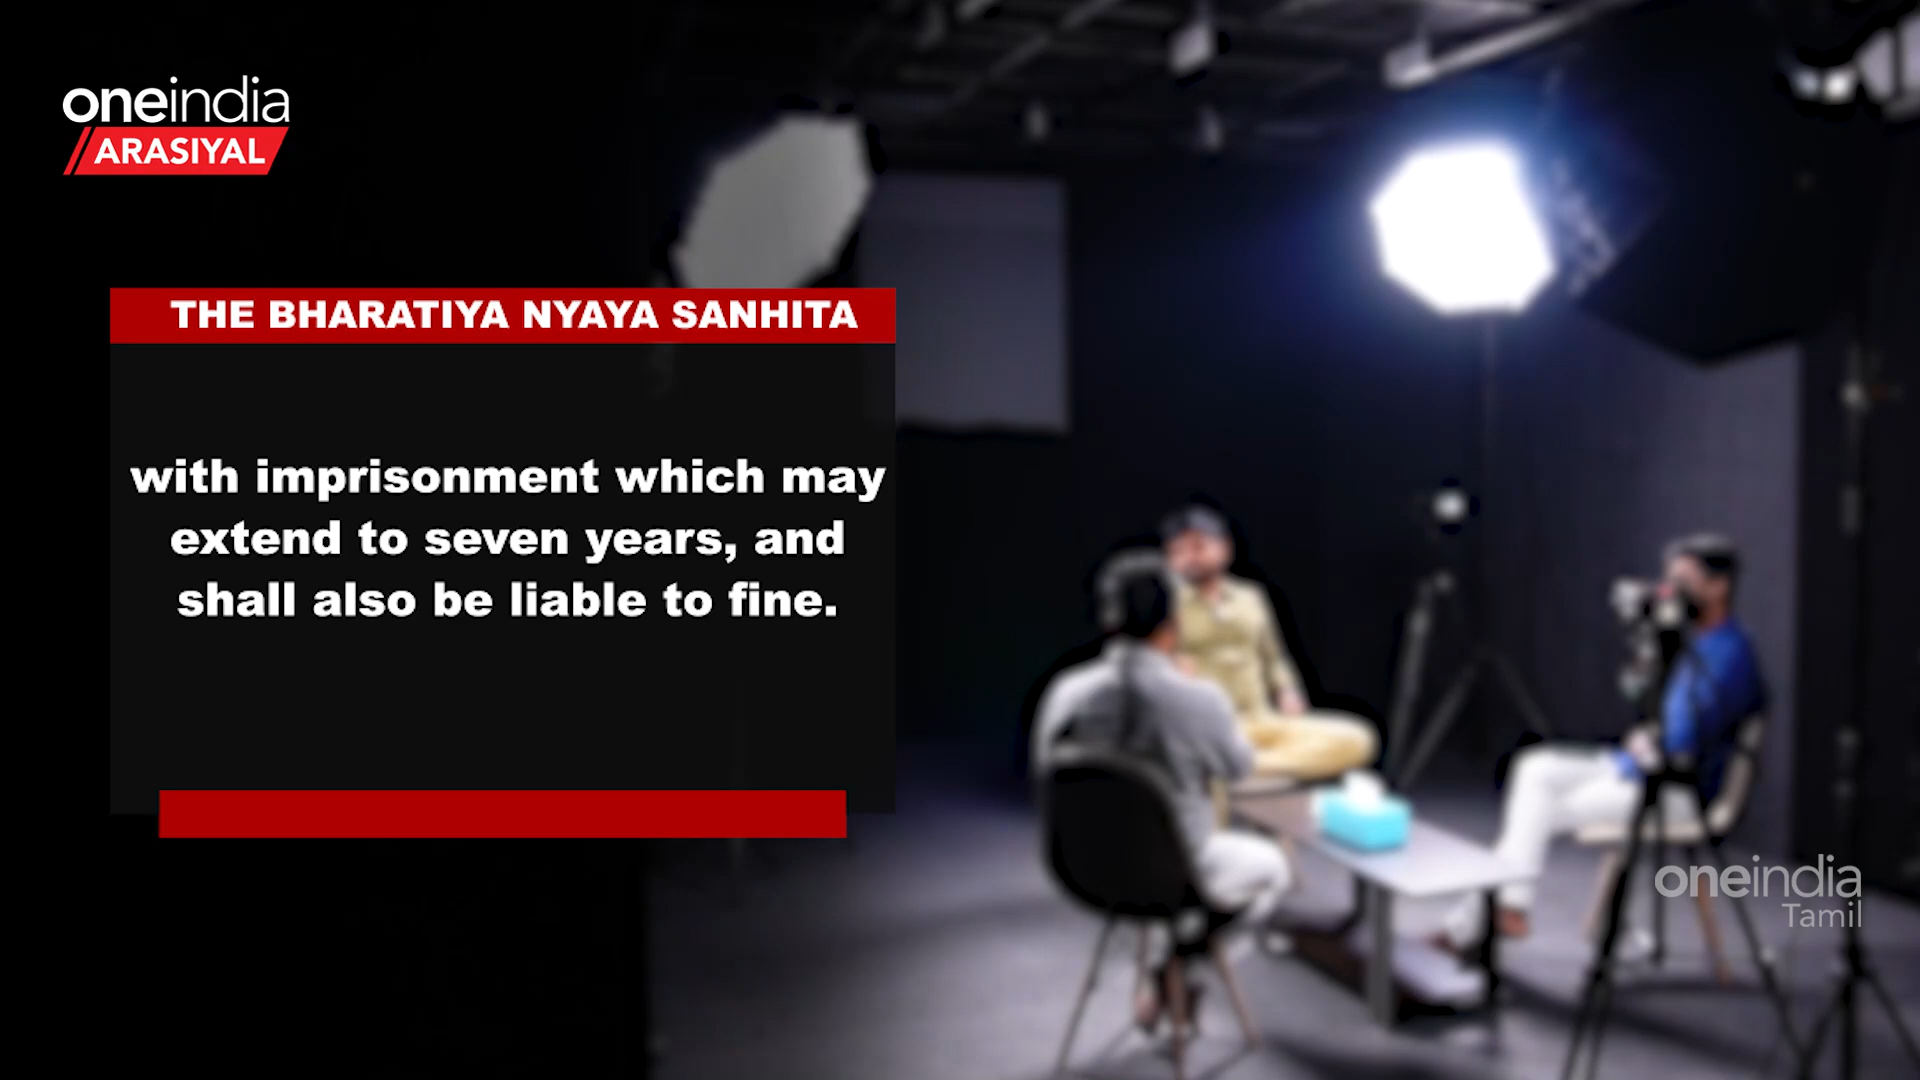 oneindia
ARASIYAL
THE BHARATIYA NYAYA SANHITA
with imprisonment which may
extend to seven years, and
shall also be liable to fine.
oneindia
Tamil